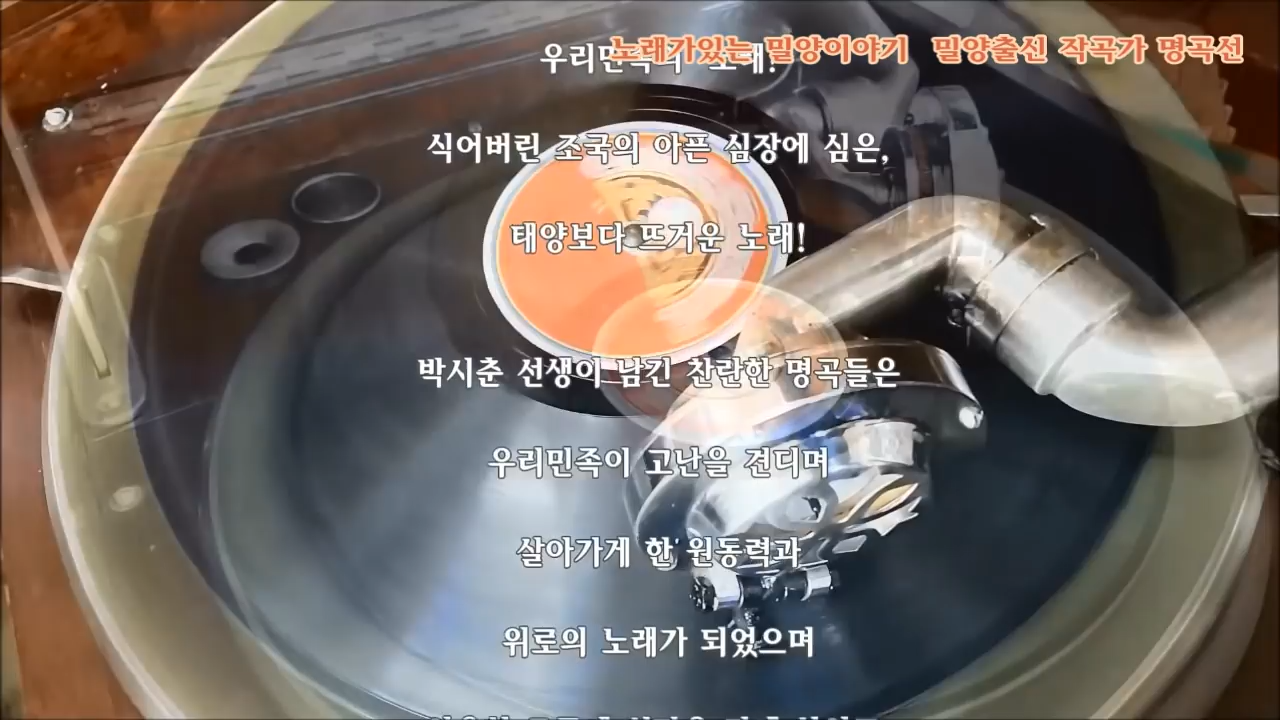 노래가있는 밀양이야기 밀양출신 작곡가 명곡선
우리민족의 노래!
식어버린 조국의 아픈 심장에 심은,
태양보다 뜨거운 노래!
박시춘 선생이 남긴 찬란한 명곡들은
우리민족이 고난을 견디며
살아가게 한 원동력과
위로의 노래가 되었으며